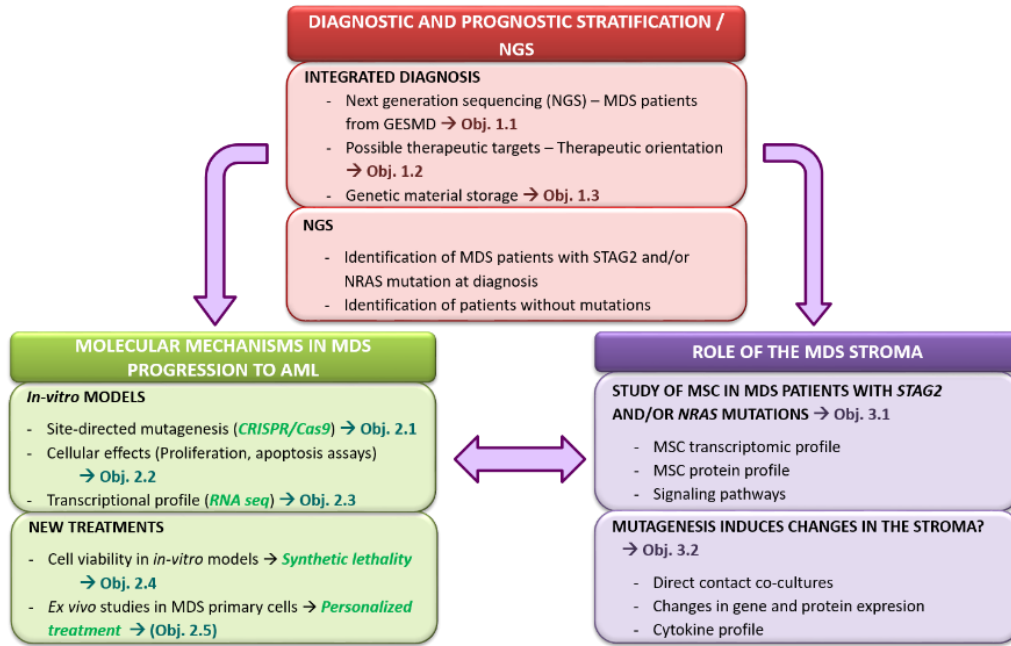 DIAGNOSTIC AND PROGNOSTIC STRATIFICATION /
NGS
INTEGRATED DIAGNOSIS
- Next generation sequencing (NGS) – MDS patients
from GESMD → Obj. 1.1
- Possible therapeutic targets – Therapeutic orientation
→ Obj. 1.2
- Genetic material storage → Obj. 1.3
NGS
- Identification of MDS patients with STAG2 and/or
NRAS mutation at diagnosis
- Identification of patients without mutations
MOLECULAR MECHANISMS IN MDS
PROGRESSION TO AML
In-vitro MODELS
- Site-directed mutagenesis (CRISPR/Cas9) → Obj. 2.1
- Cellular effects (Proliferation, apoptosis assays)
→ Obj. 2.2
- Transcriptional profile (RNA seq) → Obj. 2.3
NEW TREATMENTS
- Cell viability in in-vitro models → Synthetic lethality
→ Obj. 2.4
- Ex vivo studies in MDS primary cells → Personalized
treatment → (Obj. 2.5)
ROLE OF THE MDS STROMA
STUDY OF MSC IN MDS PATIENTS WITH STAG2
AND/OR NRAS MUTATIONS → Obj. 3.1
- MSC transcriptomic profile
- MSC protein profile
- Signaling pathways
MUTAGENESIS INDUCES CHANGES IN THE STROMA?
→ Obj. 3.2
- Direct contact co-cultures
- Changes in gene and protein expresion
- Cytokine profile